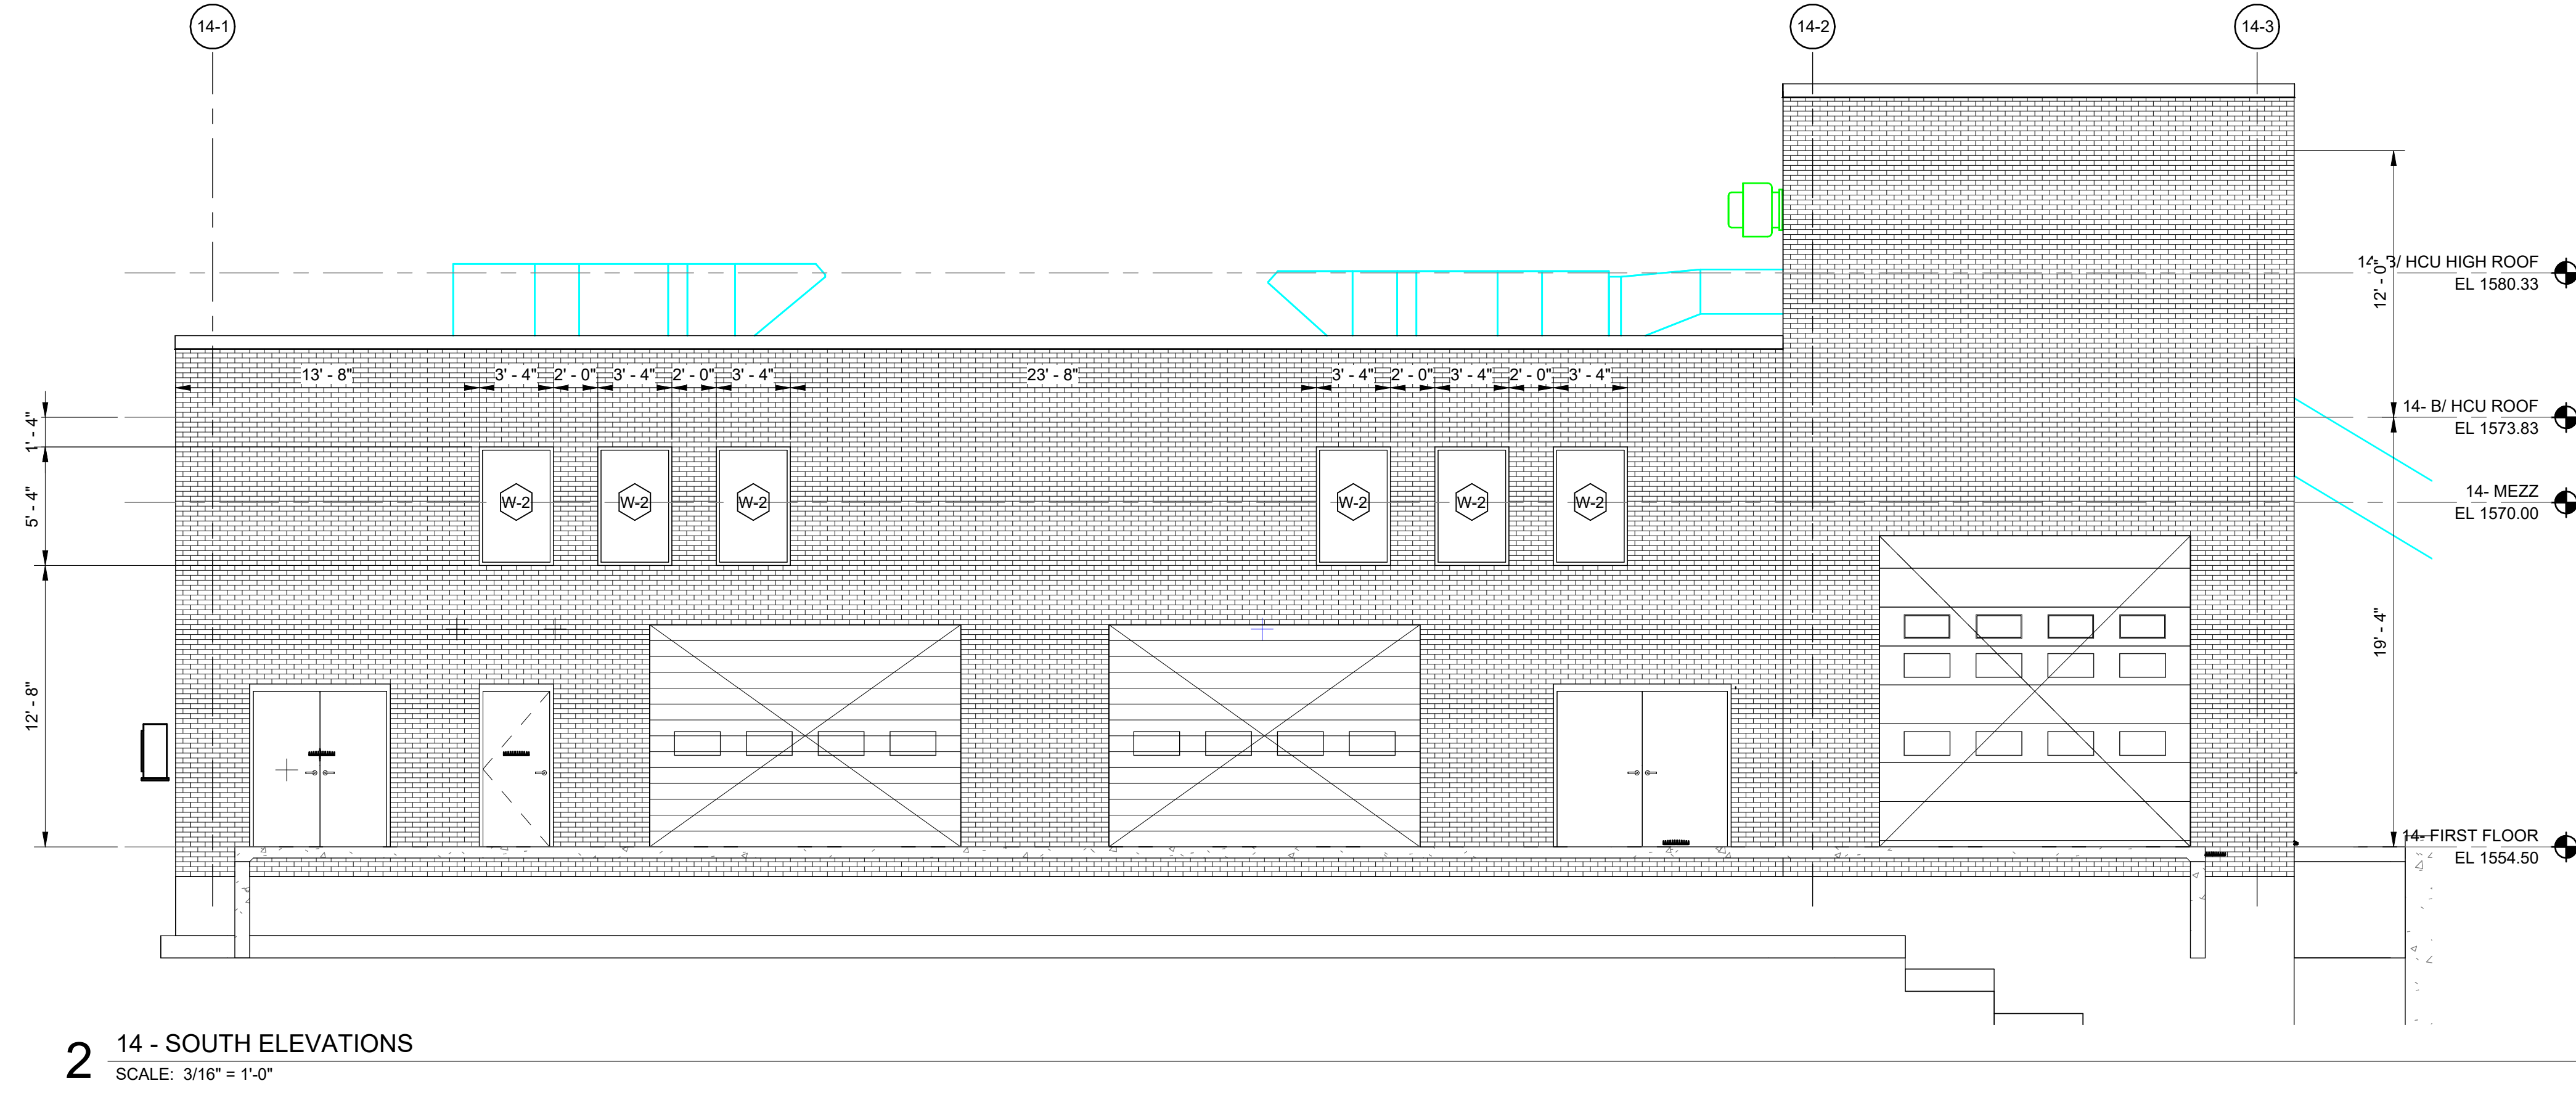 14-1
14-2
14-3
14- B/ HCU HIGH ROOF
EL 1580.33
12' - 0"
13' - 8"
3' - 4"
2' - 0"
3' - 4"
2' - 0"
3' - 4"
23' - 8"
3' - 4"
2' - 0"
3' - 4"
2' - 0"
3' - 4"
14- B/ HCU ROOF
EL 1573.83
1' - 4"
5' - 4"
W-2
W-2
W-2
W-2
W-2
W-2
14- MEZZ
EL 1570.00
19' - 4"
12' - 8"
14- FIRST FLOOR
EL 1554.50
2
14 - SOUTH ELEVATIONS
SCALE: 3/16" = 1'-0"